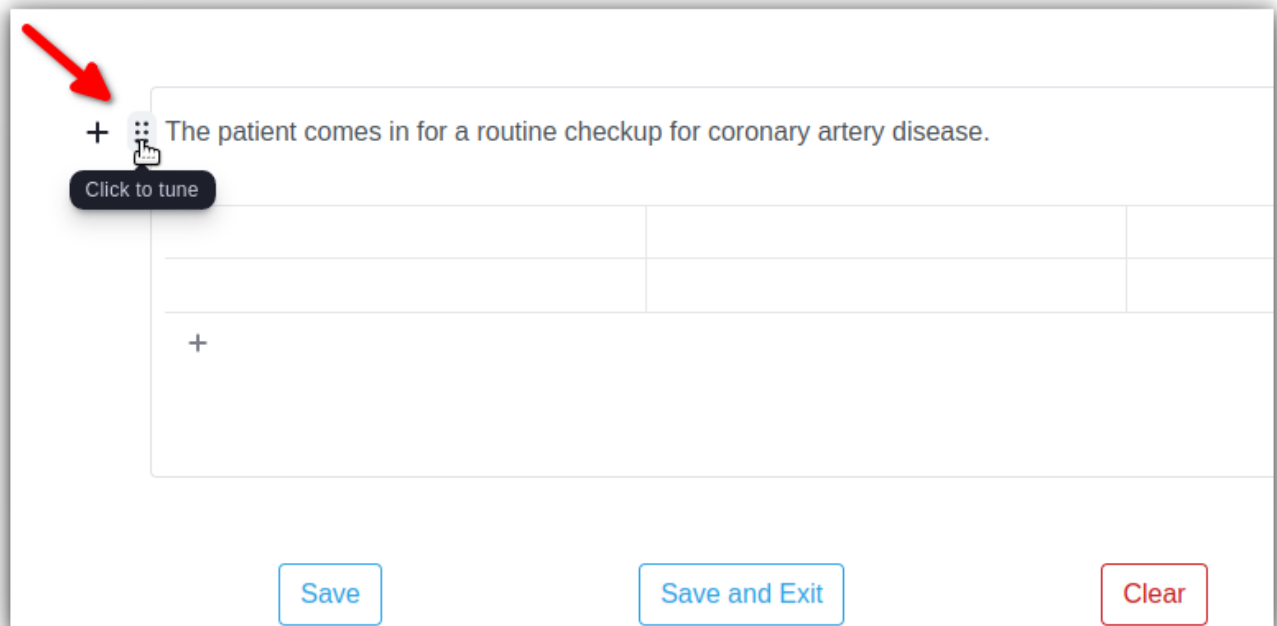 + The patient comes in for a routine checkup for coronary artery disease.
Click to tune
+
Save Save and Exit Clear